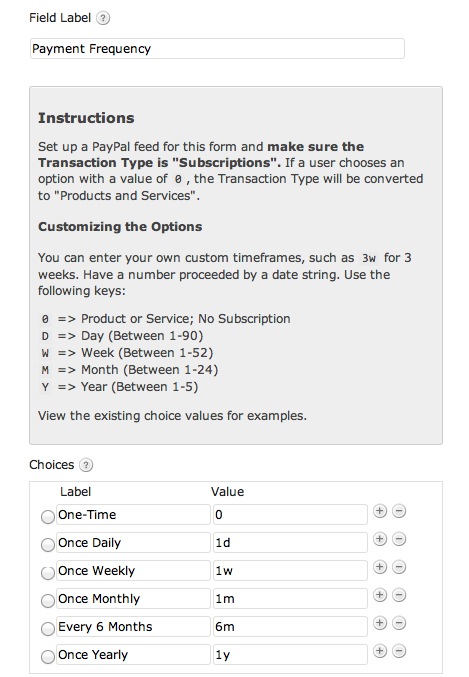 Field Label ?
Payment Frequency
Instructions
Set up a PayPal feed for this form and make sure the
Transaction Type is "Subscriptions". If a user chooses an
option with a value of 0 , the Transaction Type will be converted
to "Products and Services".
Customizing the Options
You can enter your own custom timeframes, such as 3w for 3
weeks. Have a number proceeded by a date string. Use the
following keys:
0 => Product or Service; No Subscription
D => Day (Between 1-90)
W => Week (Between 1-52)
M => Month (Between 1-24)
Y => Year (Between 1-5)
View the existing choice values for examples.
Choices ?
Label Value
One-Time 0
Once Daily 1d
Once Weekly 1w
Once Monthly 1m
Every 6 Months 6m
Once Yearly 1y